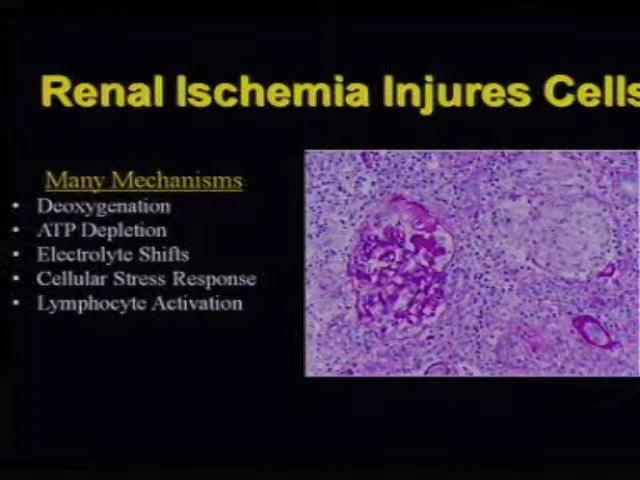 Renal Ischemia Injures Cells
Many Mechanisms
• Deoxygenation
• ATP Depletion
• Electrolyte Shifts
• Cellular Stress Response
• Lymphocyte Activation